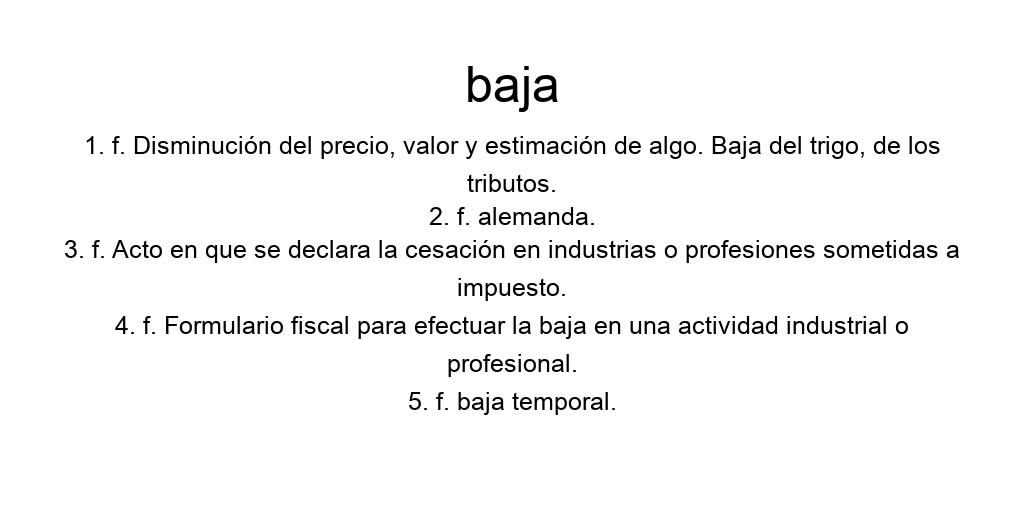 baja
1. f. Disminución del precio, valor y estimación de algo. Baja del trigo, de los
tributos.
2. f. alemanda.
3. f. Acto en que se declara la cesación en industrias o profesiones sometidas a
impuesto.
4. f. Formulario fiscal para efectuar la baja en una actividad industrial o
profesional.
5. f. baja temporal.